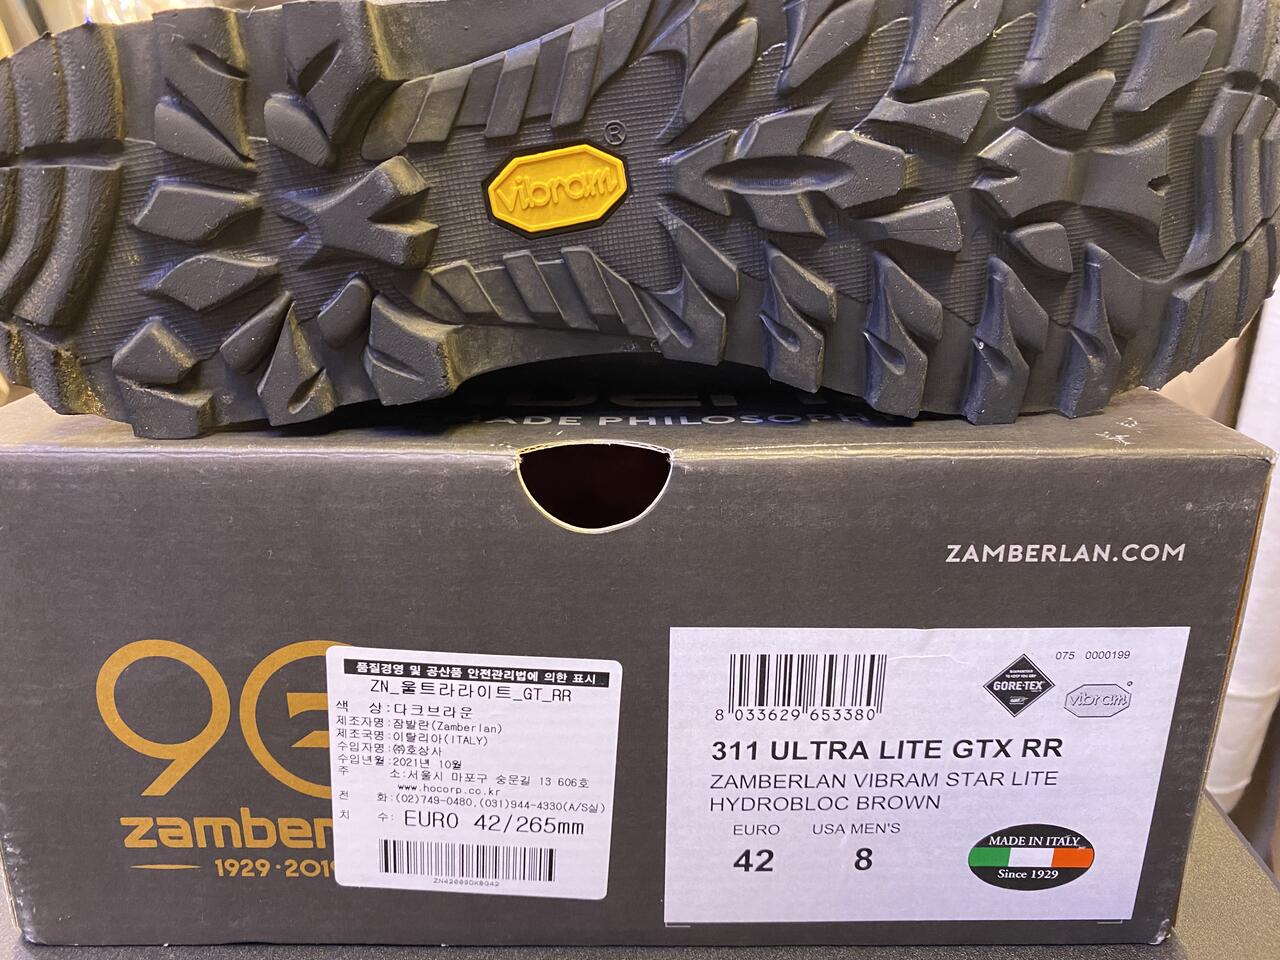 vibram
®
MADE PHILOSOPH
ZAMBERLAN.COM
90
zamber
1929·2019
품질경영 및 공산품 안전관리법에 의한 표시
ZN_울트라라이트_GT_RR
색 상:다크브라운
제조자명:잠발란(Zamberlan)
제조국명:이탈리아(ITALY)
수입자명:㈜호상사
수입년월:2021년 10월
주 소:서울시 마포구 숭문길 13 606호
www.hocorp.co.kr
전 화:(02)749-0480,(031)944-4330(A/S실)
치 수: EURO 42/265mm
075 0000199
GORE-TEX
vibram
8 033629 653380
311 ULTRA LITE GTX RR
ZAMBERLAN VIBRAM STAR LITE
HYDROBLOC BROWN
EURO USA MEN'S
42 8
MADE IN ITALY
Since 1929